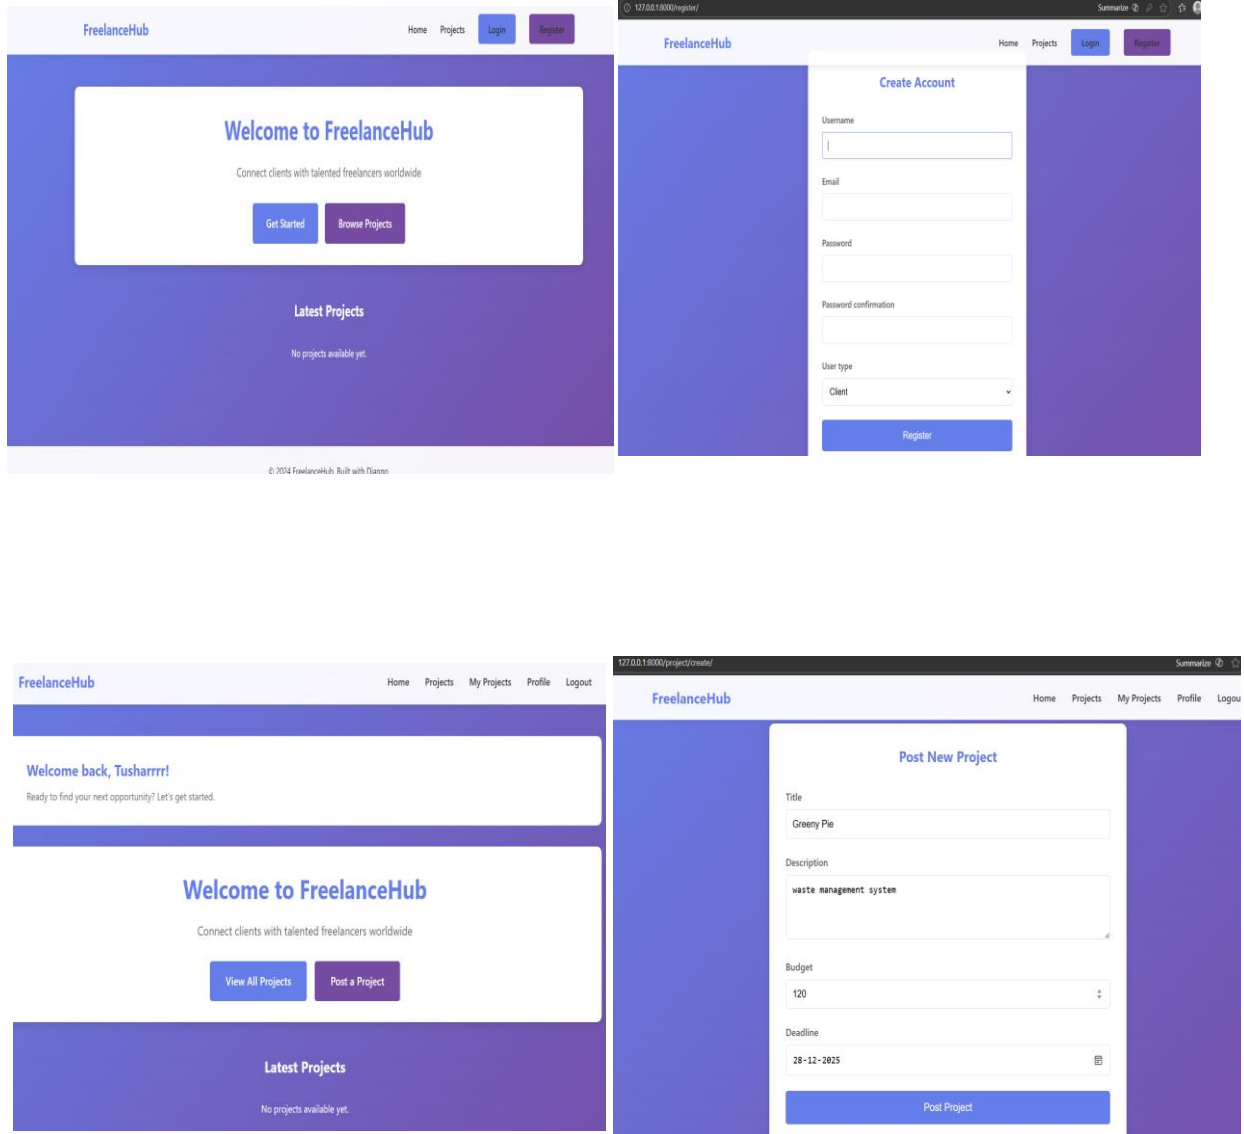 FreelanceHub Home Projects Login Register
Welcome to FreelanceHub
Connect clients with talented freelancers worldwide
Get Started Browse Projects
Latest Projects
No projects available yet.
© 2024 FreelanceHub. Built with Django
127.0.0.1:8000/register/ Summarize
FreelanceHub Home Projects Login Register
Create Account
Username
Email
Password
Password confirmation
User type
Client
Register
FreelanceHub Home Projects My Projects Profile Logout
Welcome back, Tusharrrr!
Ready to find your next opportunity? Let's get started.
Welcome to FreelanceHub
Connect clients with talented freelancers worldwide
View All Projects Post a Project
Latest Projects
No projects available yet.
127.0.0.1:8000/project/create/ Summarize
FreelanceHub Home Projects My Projects Profile Logou
Post New Project
Title
Greeny Pie
Description
waste management system
Budget
120
Deadline
28-12-2025
Post Project